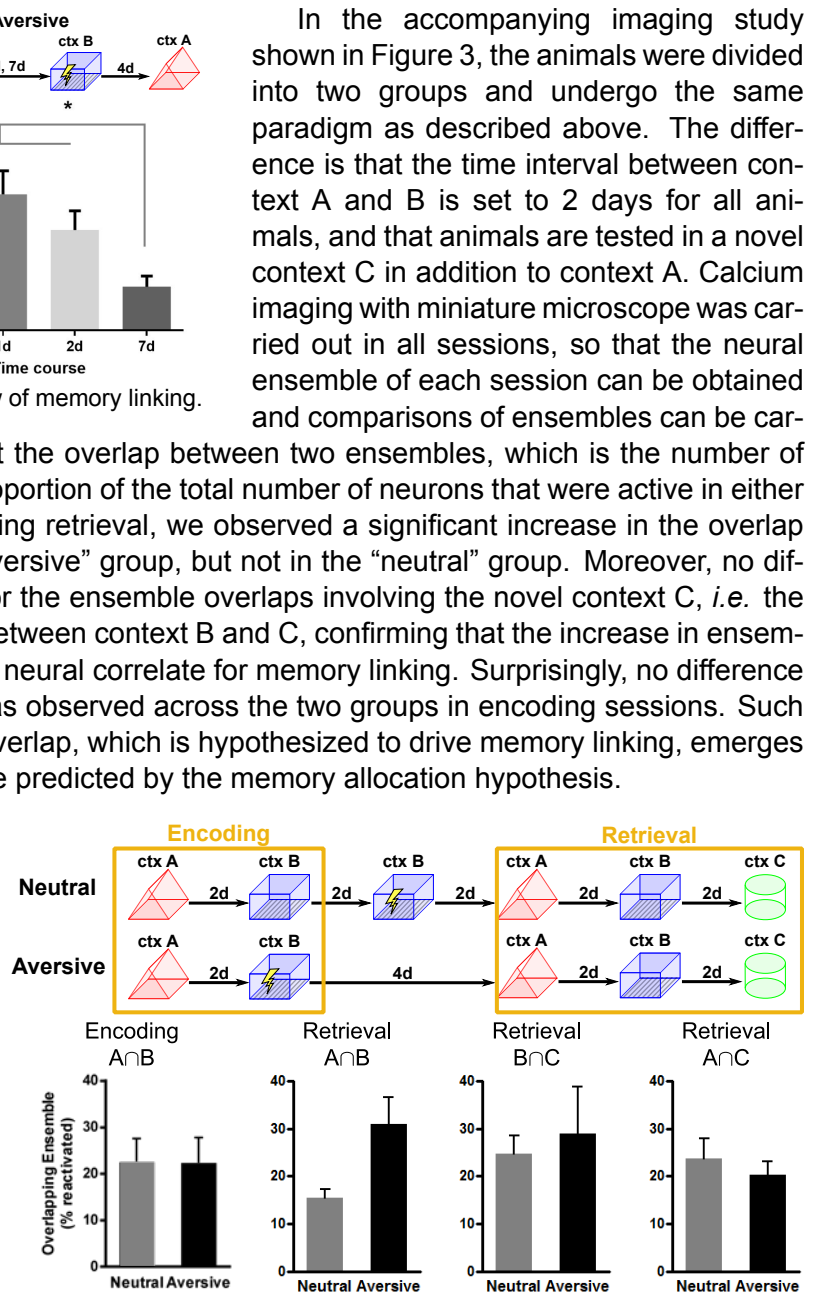 Aversive
ctx B ctx A
, 7d 4d
*
2d 7d
Time course
of memory linking.
In the accompanying imaging study
shown in Figure 3, the animals were divided
into two groups and undergo the same
paradigm as described above. The differ-
ence is that the time interval between con-
text A and B is set to 2 days for all ani-
mals, and that animals are tested in a novel
context C in addition to context A. Calcium
imaging with miniature microscope was car-
ried out in all sessions, so that the neural
ensemble of each session can be obtained
and comparisons of ensembles can be car-
t the overlap between two ensembles, which is the number of
oportion of the total number of neurons that were active in either
ing retrieval, we observed a significant increase in the overlap
versive” group, but not in the “neutral” group. Moreover, no dif-
or the ensemble overlaps involving the novel context C, i.e. the
between context B and C, confirming that the increase in ensem-
neural correlate for memory linking. Surprisingly, no difference
as observed across the two groups in encoding sessions. Such
overlap, which is hypothesized to drive memory linking, emerges
e predicted by the memory allocation hypothesis.
Encoding Retrieval
ctx A ctx B ctx B ctx A ctx B ctx C
Neutral 2d 2d 2d 2d 2d
ctx A ctx B ctx A ctx B ctx C
Aversive 2d 4d 2d 2d
Encoding Retrieval Retrieval Retrieval
A∩B A∩B B∩C A∩C
Overlapping Ensemble
(% reactivated)
40 40 40 40
30 30 30 30
20 20 20 20
10 10 10 10
0 0 0 0
Neutral Aversive Neutral Aversive Neutral Aversive Neutral Aversive